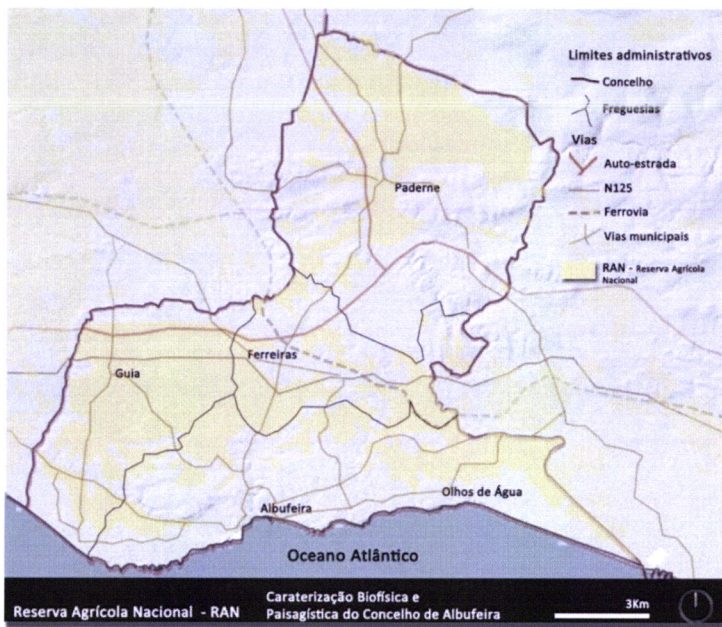 Limites administrativos
Concelho
Freguesias
Vias
Auto-estrada
N125
Ferrovia
Vias municipais
RAN - Reserva Agrícola
Nacional
Paderne
Ferreiras
Guia
Albufeira
Olhos de Água
Oceano Atlântico
Reserva Agrícola Nacional - RAN
Caraterização Biofísica e
Paisagística do Concelho de Albufeira
3Km